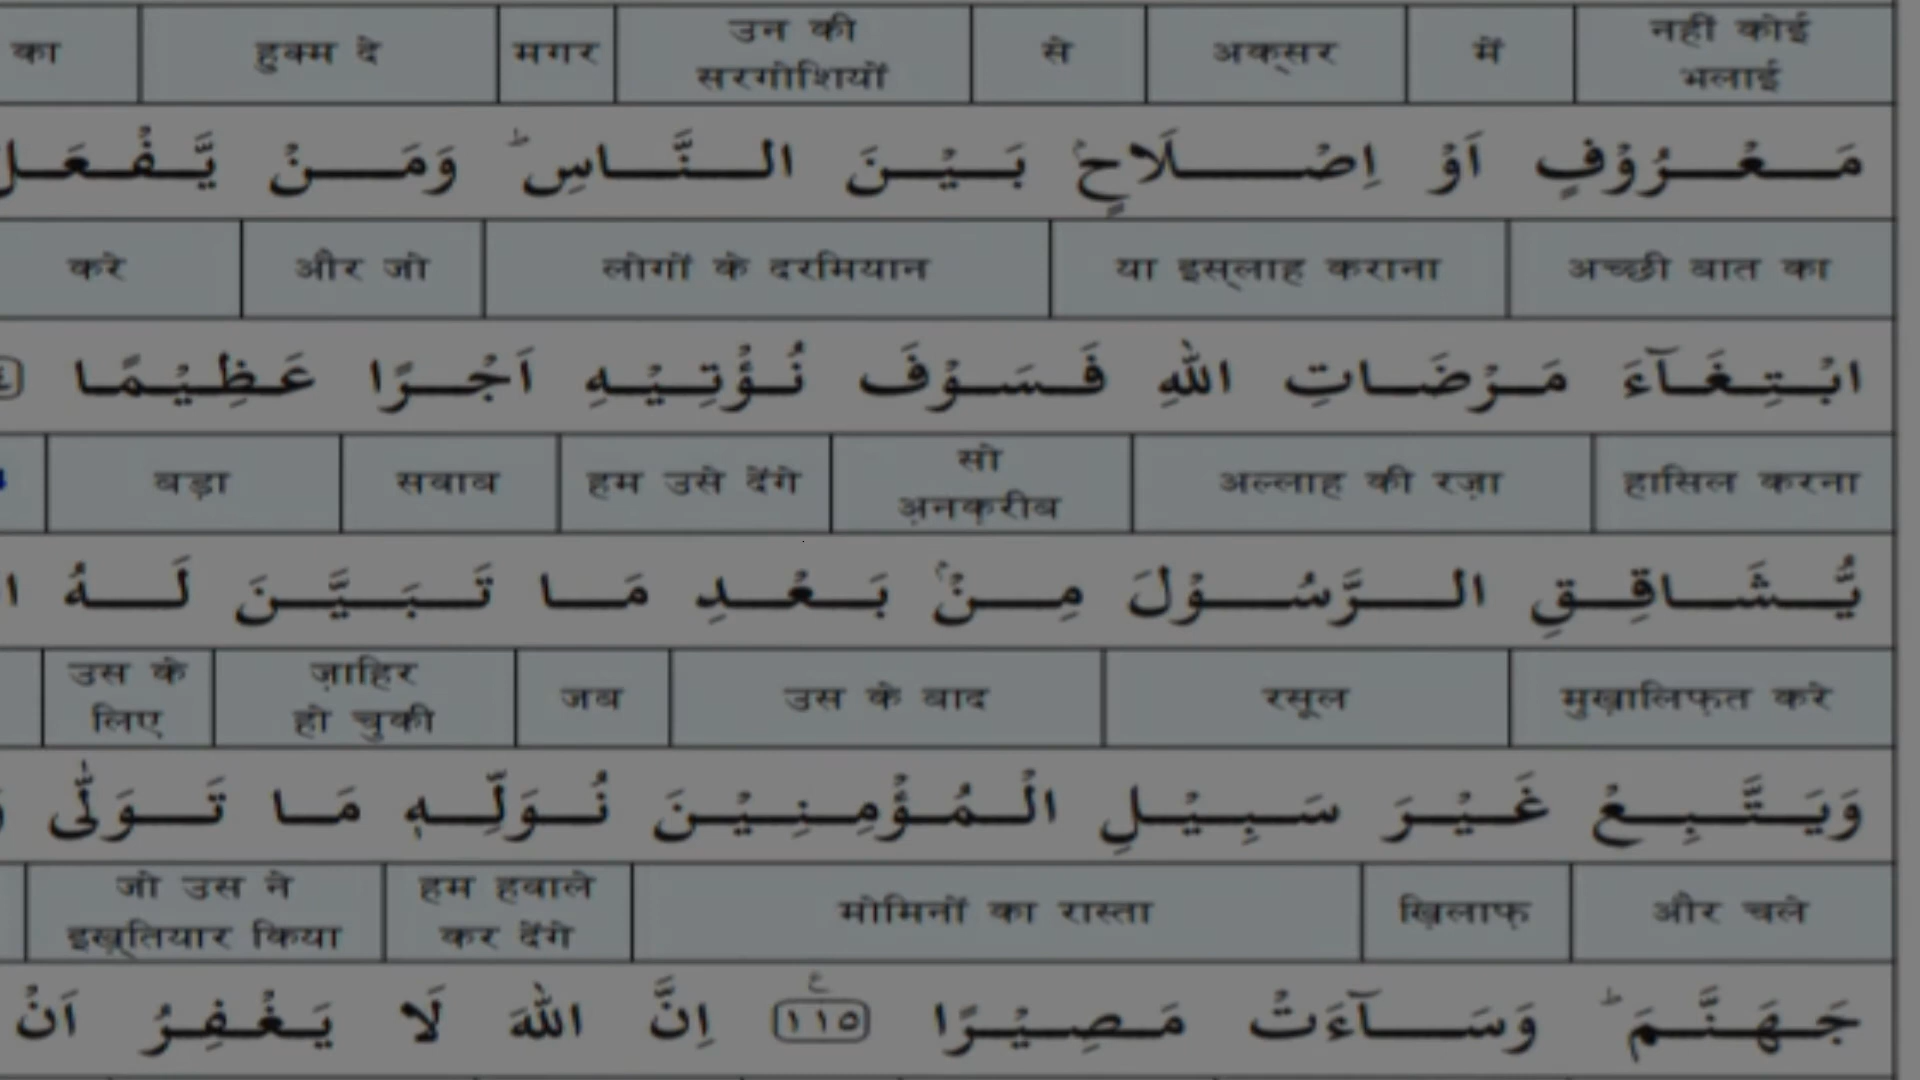 नहीं कोई भलाई में अक्सर से उन की सरगोशियों मगर हुक्म दे का
مَعْرُوْفٍ اَوْ اِصْلَاحٍۢ بَيْنَ النَّاسِ ؕ وَمَنْ يَّفْعَلْ
अच्छी बात का या इस्लाह कराना लोगों के दरमियान और जो करे
ابْتِغَآءَ مَرْضَاتِ اللّٰهِ فَسَوْفَ نُؤْتِيْهِ اَجْرًا عَظِيْمًا
हासिल करना अल्लाह की रज़ा सो अ़नक़रीब हम उसे देंगे सवाब बड़ा
يُّشَاقِقِ الرَّسُوْلَ مِنْۢ بَعْدِ مَا تَبَيَّنَ لَهُ
मुख़ालिफ़त करे रसूल उस के बाद जब ज़ाहिर हो चुकी उस के लिए
وَيَتَّبِعْ غَيْرَ سَبِيْلِ الْمُؤْمِنِيْنَ نُوَلِّهٖ مَا تَوَلّٰى
और चले ख़िलाफ़ मोमिनों का रास्ता हम हवाले कर देंगे जो उस ने इख़्तियार किया
جَهَنَّمَ ؕ وَسَآءَتْ مَصِيْرًا ١١٥ اِنَّ اللّٰهَ لَا يَغْفِرُ اَنْ